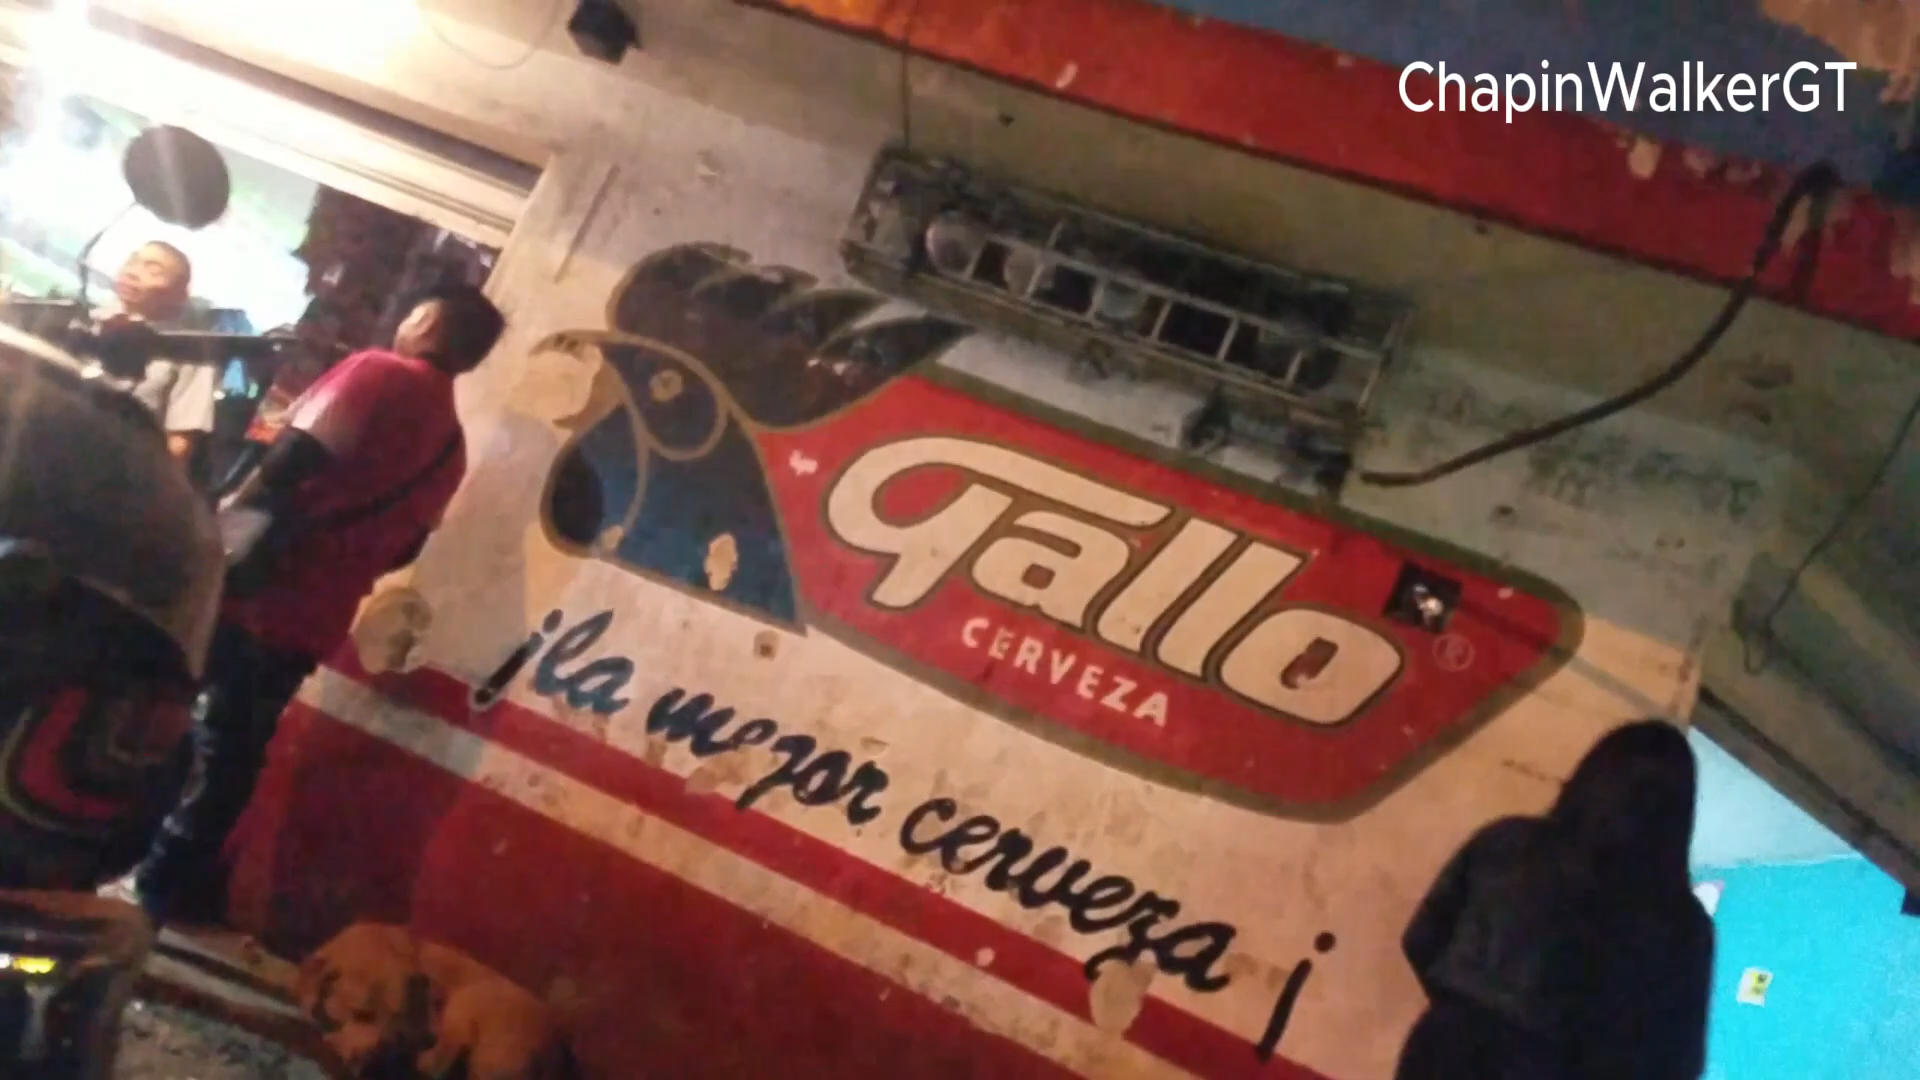 ChapinWalkerGT
Gallo
CERVEZA
®
¡la mejor cerveza ¡